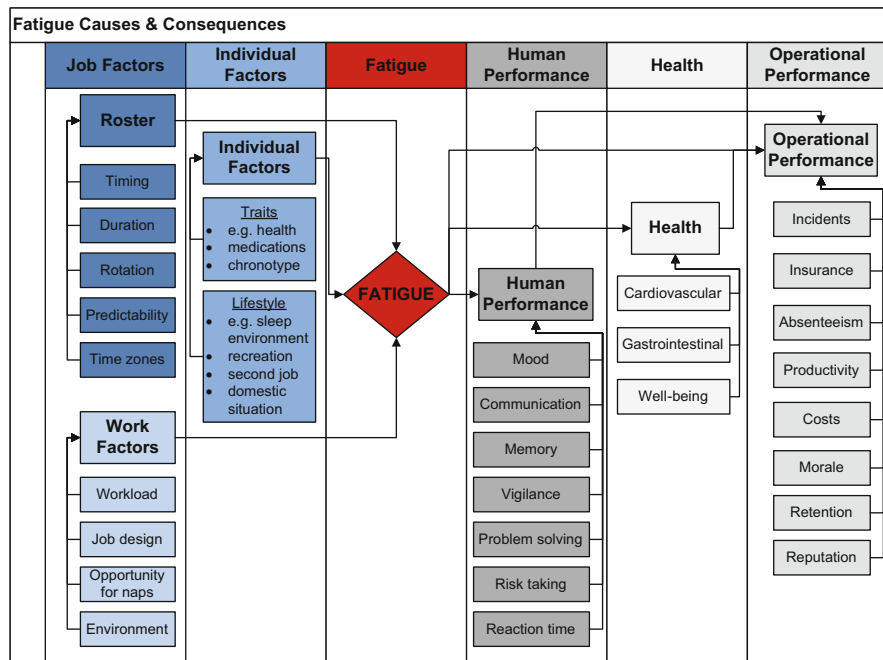 Fatigue Causes & Consequences
Job Factors
Individual
Factors
Fatigue
Human
Performance
Health
Operational
Performance
Roster
Timing
Duration
Rotation
Predictability
Time zones
Work
Factors
Workload
Job design
Opportunity
for naps
Environment
Individual
Factors
Traits
• e.g. health
• medications
• chronotype
Lifestyle
• e.g. sleep
environment
• recreation
• second job
• domestic
situation
FATIGUE
Human
Performance
Mood
Communication
Memory
Vigilance
Problem solving
Risk taking
Reaction time
Health
Cardiovascular
Gastrointestinal
Well-being
Operational
Performance
Incidents
Insurance
Absenteeism
Productivity
Costs
Morale
Retention
Reputation